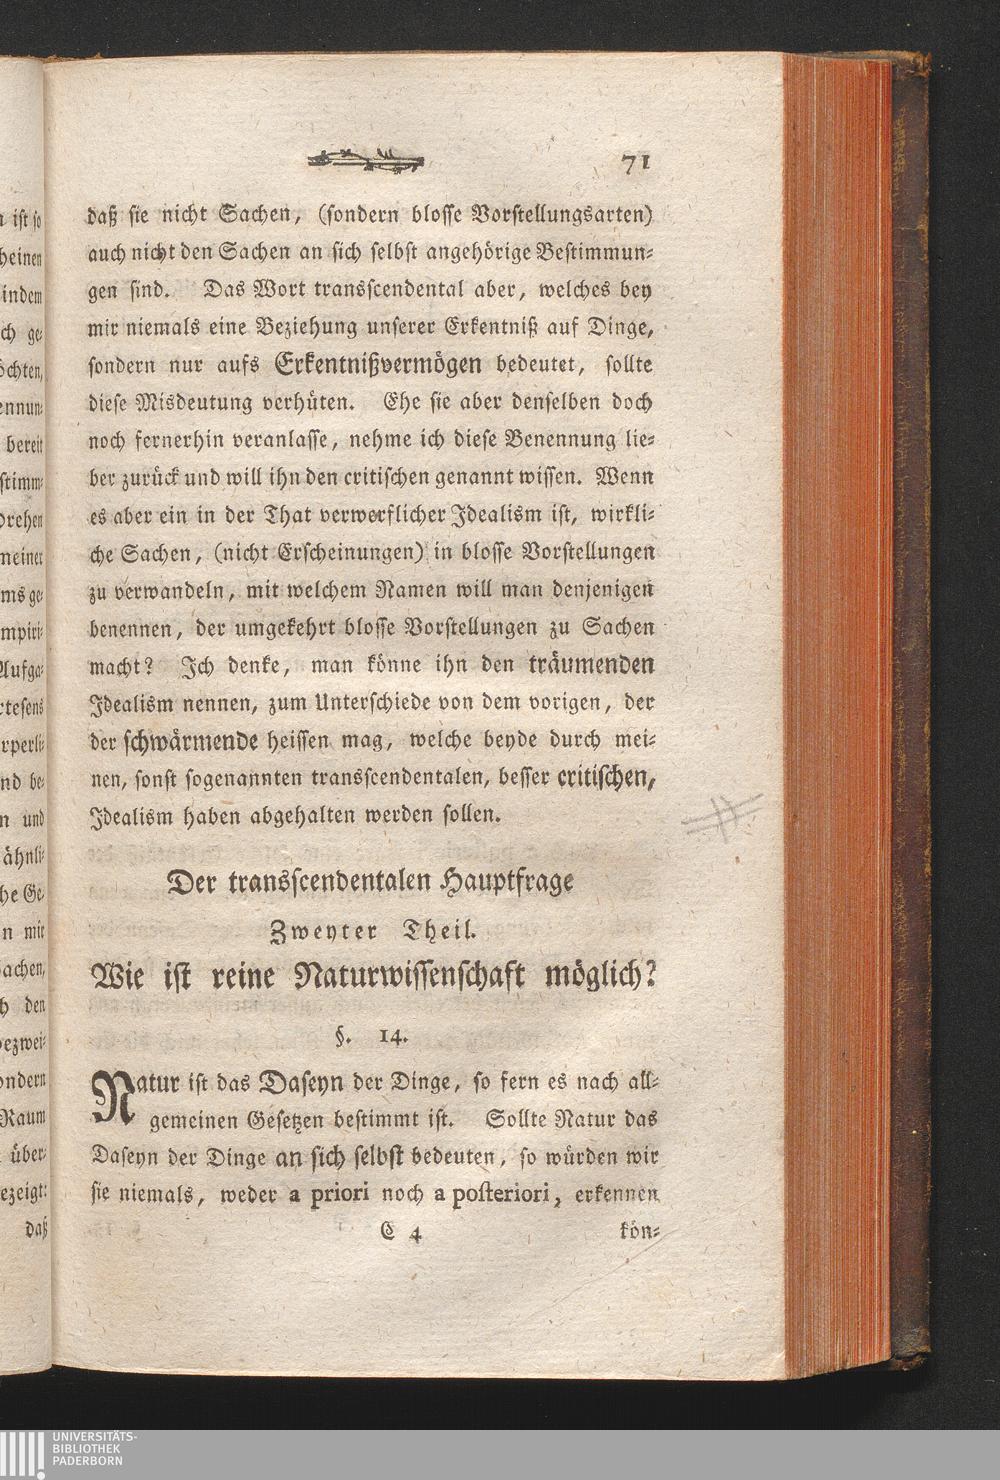 71
daß sie nicht Sachen, (sondern blosse Vorstellungsarten)
auch nicht den Sachen an sich selbst angehörige Bestimmun-
gen sind. Das Wort transscendental aber, welches bey
mir niemals eine Beziehung unserer Erkentniß auf Dinge,
sondern nur aufs Erkentnißvermögen bedeutet, sollte
diese Misdeutung verhüten. Ehe sie aber denselben doch
noch fernerhin veranlasse, nehme ich diese Benennung lie-
ber zurück und will ihn den critischen genannt wissen. Wenn
es aber ein in der That verwerflicher Idealism ist, wirkli-
che Sachen, (nicht Erscheinungen) in blosse Vorstellungen
zu verwandeln, mit welchem Namen will man denjenigen
benennen, der umgekehrt blosse Vorstellungen zu Sachen
macht? Ich denke, man könne ihn den träumenden
Idealism nennen, zum Unterschiede von dem vorigen, der
der schwärmende heissen mag, welche beyde durch mei-
nen, sonst sogenannten transscendentalen, besser critischen,
Idealism haben abgehalten werden sollen.
Der transscendentalen Hauptfrage
Zweyter Theil.
Wie ist reine Naturwissenschaft möglich?
§. 14.
Natur ist das Daseyn der Dinge, so fern es nach all-
gemeinen Gesetzen bestimmt ist. Sollte Natur das
Daseyn der Dinge an sich selbst bedeuten, so würden wir
sie niemals, weder a priori noch a posteriori, erkennen
E 4 kön-
UNIVERSITÄTS-
BIBLIOTHEK
PADERBORN